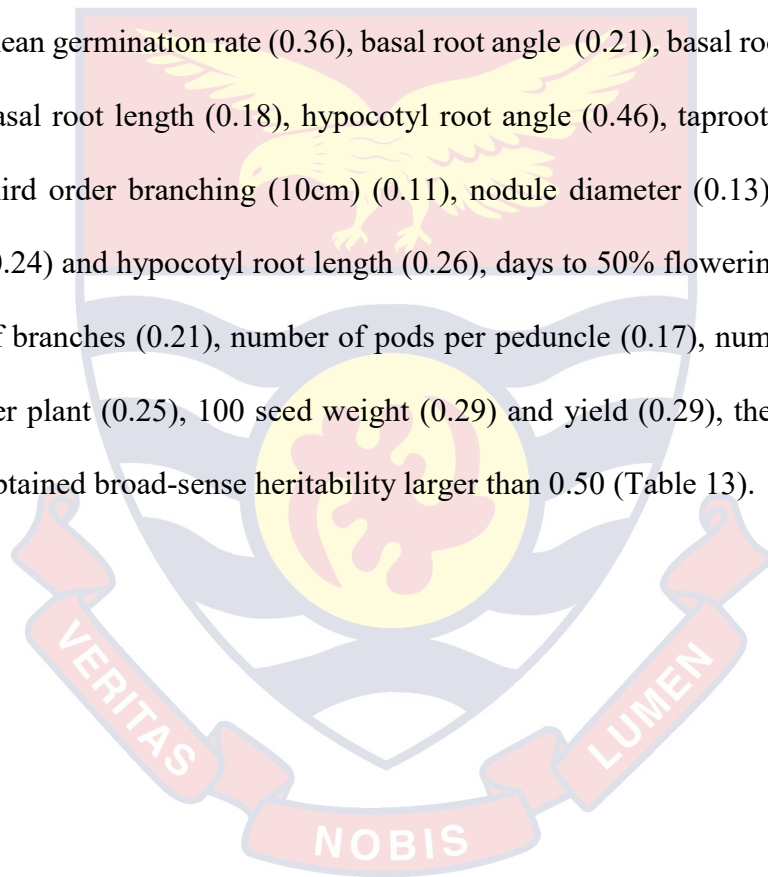 ean germination rate (0.36), basal root angle (0.21), basal roo
asal root length (0.18), hypocotyl root angle (0.46), taproot
ird order branching (10cm) (0.11), nodule diameter (0.13)
0.24) and hypocotyl root length (0.26), days to 50% flowerin
f branches (0.21), number of pods per peduncle (0.17), num
er plant (0.25), 100 seed weight (0.29) and yield (0.29), the
btained broad-sense heritability larger than 0.50 (Table 13).
VERITAS
NOBIS
LUMEN